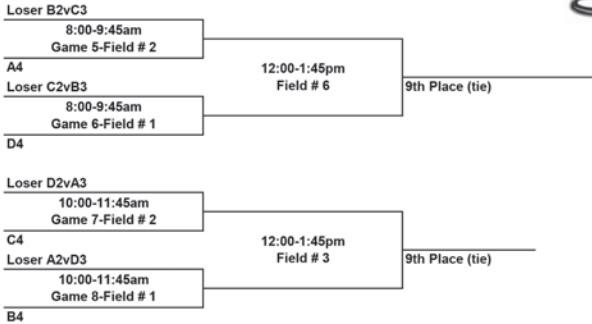 Loser B2vC3
8:00-9:45am
Game 5-Field # 2
A4
12:00-1:45pm
Field # 6
9th Place (tie)
Loser C2vB3
8:00-9:45am
Game 6-Field # 1
D4
Loser D2vA3
10:00-11:45am
Game 7-Field # 2
C4
12:00-1:45pm
Field # 3
9th Place (tie)
Loser A2vD3
10:00-11:45am
Game 8-Field # 1
B4